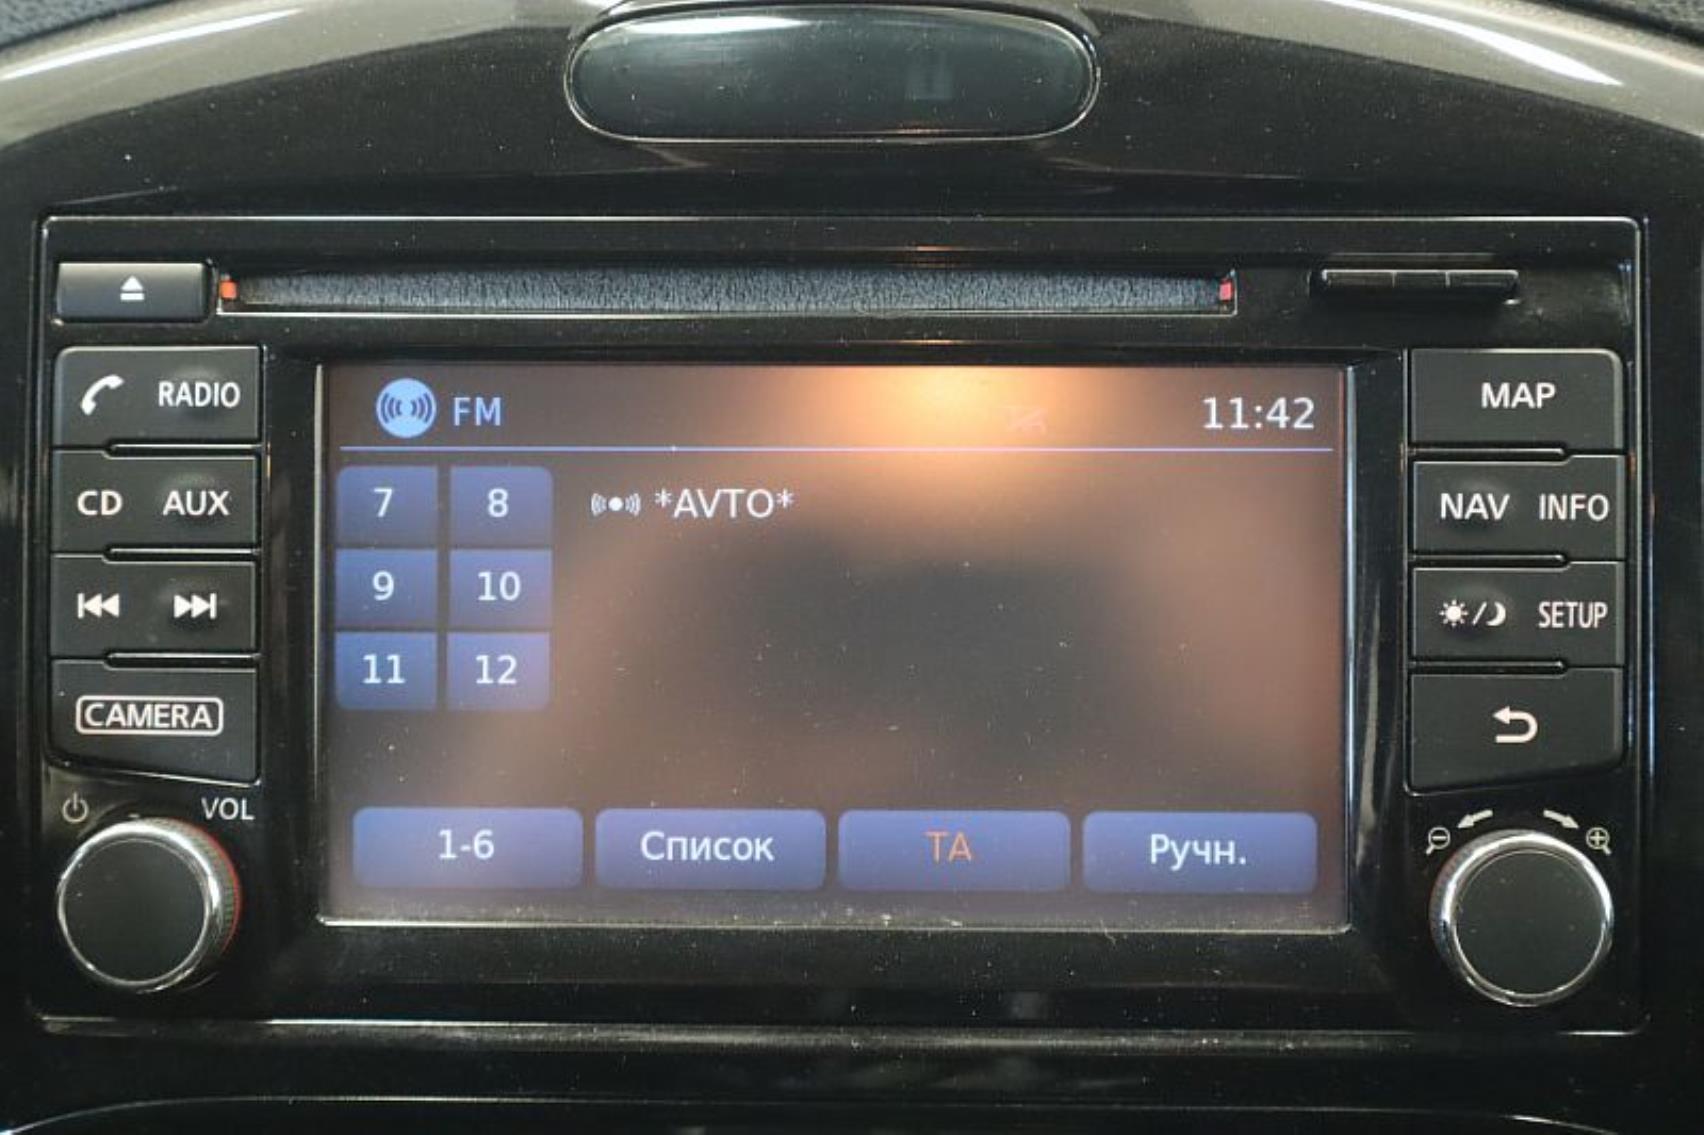 FM 11:42
RADIO
MAP
7 8 *AVTO*
CD AUX
NAV INFO
9 10
SETUP
11 12
CAMERA
VOL
1-6 Список TA Ручн.